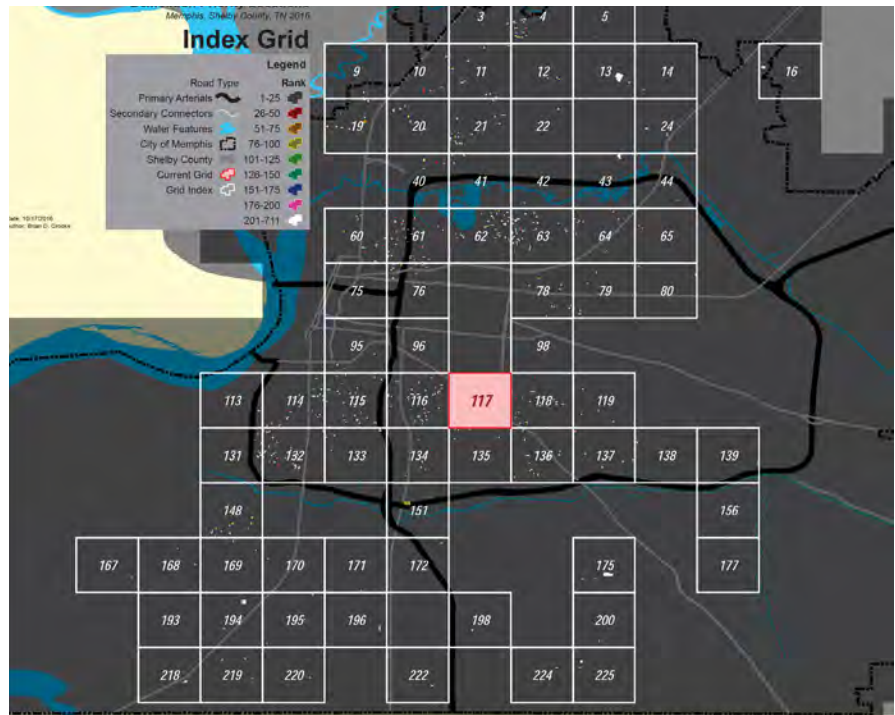 Memphis, Shelby County, TN 2016
Index Grid
Legend
Road Type Rank
Primary Arterials 1-25
Secondary Connectors 26-50
Water Features 51-75
City of Memphis 76-100
Shelby County 101-125
Current Grid 126-150
Grid Index 151-175
176-200
201-711
ate: 10/17/2016
3 4 5
9 10 11 12 13 14 16
19 20 21 22 24
40 41 42 43 44
60 61 62 63 64 65
75 76 78 79 80
95 96 98
113 114 115 116 117 118 119
131 132 133 134 135 136 137 138 139
148 151 156
167 168 169 170 171 172 175 177
193 194 195 196 198 200
218 219 220 222 224 225